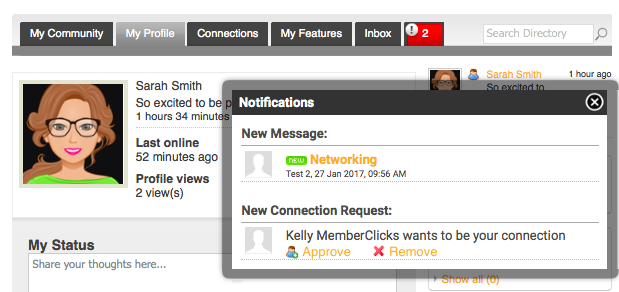 My Community My Profile Connections My Features Inbox ! 2 Search Directory
Sarah Smith
So excited to be p
1 hours 34 minutes
Last online
52 minutes ago
Profile views
2 view(s)
Sarah Smith 1 hour ago
So excited to
Notifications
New Message:
new Networking
Test 2, 27 Jan 2017, 09:56 AM
New Connection Request:
Kelly MemberClicks wants to be your connection
Approve Remove
My Status
Share your thoughts here...
Show all (0)